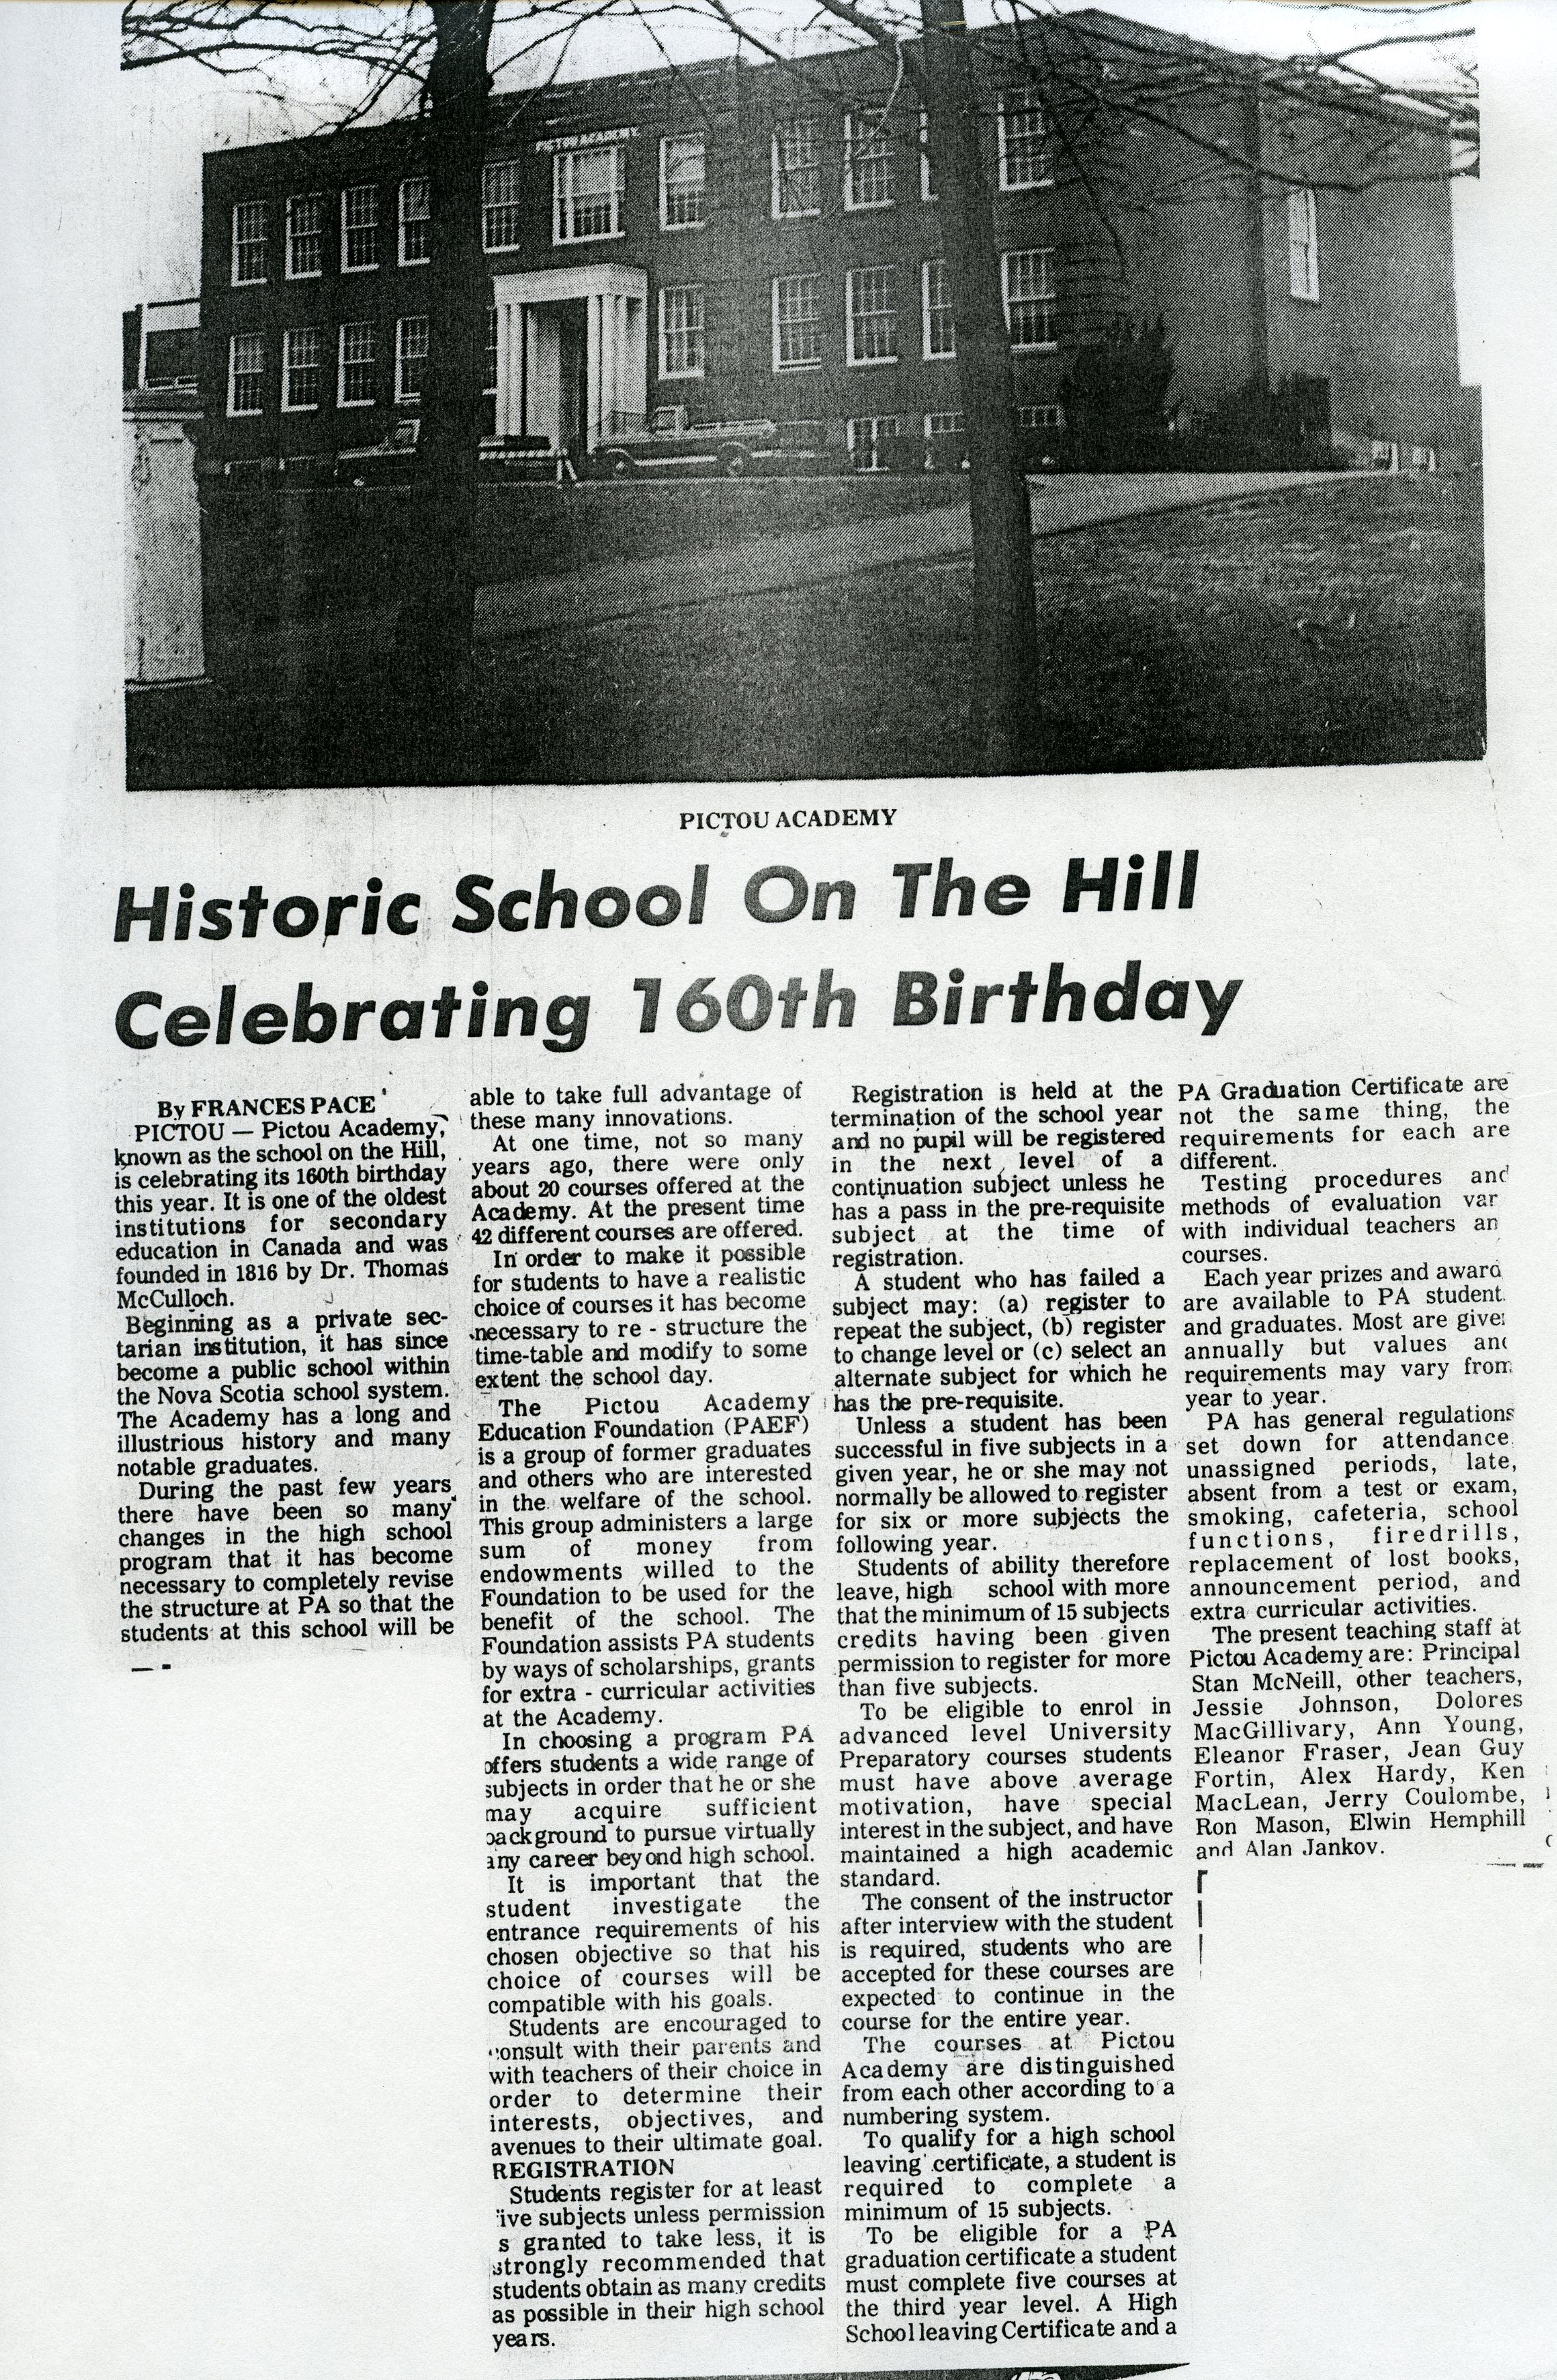 PICTOU ACADEMY
PICTOU ACADEMY
Historic School On The Hill
Celebrating 160th Birthday
By FRANCES PACE
PICTOU — Pictou Academy,
known as the school on the Hill,
is celebrating its 160th birthday
this year. It is one of the oldest
institutions for secondary
education in Canada and was
founded in 1816 by Dr. Thomas
McCulloch.
Beginning as a private sec-
tarian institution, it has since
become a public school within
the Nova Scotia school system.
The Academy has a long and
illustrious history and many
notable graduates.
During the past few years
there have been so many
changes in the high school
program that it has become
necessary to completely revise
the structure at PA so that the
students at this school will be
able to take full advantage of
these many innovations.
At one time, not so many
years ago, there were only
about 20 courses offered at the
Academy. At the present time
42 different courses are offered.
In order to make it possible
for students to have a realistic
choice of courses it has become
necessary to re - structure the
time-table and modify to some
extent the school day.
The Pictou Academy
Education Foundation (PAEF)
is a group of former graduates
and others who are interested
in the welfare of the school.
This group administers a large
sum of money from
endowments willed to the
Foundation to be used for the
benefit of the school. The
Foundation assists PA students
by ways of scholarships, grants
for extra - curricular activities
at the Academy.
In choosing a program PA
offers students a wide range of
subjects in order that he or she
may acquire sufficient
background to pursue virtually
any career beyond high school.
It is important that the
student investigate the
entrance requirements of his
chosen objective so that his
choice of courses will be
compatible with his goals.
Students are encouraged to
consult with their parents and
with teachers of their choice in
order to determine their
interests, objectives, and
avenues to their ultimate goal.
REGISTRATION
Students register for at least
ive subjects unless permission
s granted to take less, it is
strongly recommended that
students obtain as many credits
as possible in their high school
years.
Registration is held at the
termination of the school year
and no pupil will be registered
in the next level of a
continuation subject unless he
has a pass in the pre-requisite
subject at the time of
registration.
A student who has failed a
subject may: (a) register to
repeat the subject, (b) register
to change level or (c) select an
alternate subject for which he
has the pre-requisite.
Unless a student has been
successful in five subjects in a
given year, he or she may not
normally be allowed to register
for six or more subjects the
following year.
Students of ability therefore
leave, high school with more
that the minimum of 15 subjects
credits having been given
permission to register for more
than five subjects.
To be eligible to enrol in
advanced level University
Preparatory courses students
must have above average
motivation, have special
interest in the subject, and have
maintained a high academic
standard.
The consent of the instructor
after interview with the student
is required, students who are
accepted for these courses are
expected to continue in the
course for the entire year.
The courses at Pictou
Academy are distinguished
from each other according to a
numbering system.
To qualify for a high school
leaving certificate, a student is
required to complete a
minimum of 15 subjects.
To be eligible for a PA
graduation certificate a student
must complete five courses at
the third year level. A High
School leaving Certificate and a
PA Graduation Certificate are
not the same thing, the
requirements for each are
different.
Testing procedures and
methods of evaluation var
with individual teachers an
courses.
Each year prizes and award
are available to PA student
and graduates. Most are give
annually but values and
requirements may vary from
year to year.
PA has general regulations
set down for attendance
unassigned periods, late,
absent from a test or exam,
smoking, cafeteria, school
functions, firedrills,
replacement of lost books,
announcement period, and
extra curricular activities.
The present teaching staff at
Pictou Academy are: Principal
Stan McNeill, other teachers,
Jessie Johnson, Dolores
MacGillivary, Ann Young,
Eleanor Fraser, Jean Guy
Fortin, Alex Hardy, Ken
MacLean, Jerry Coulombe,
Ron Mason, Elwin Hemphill
and Alan Jankov.